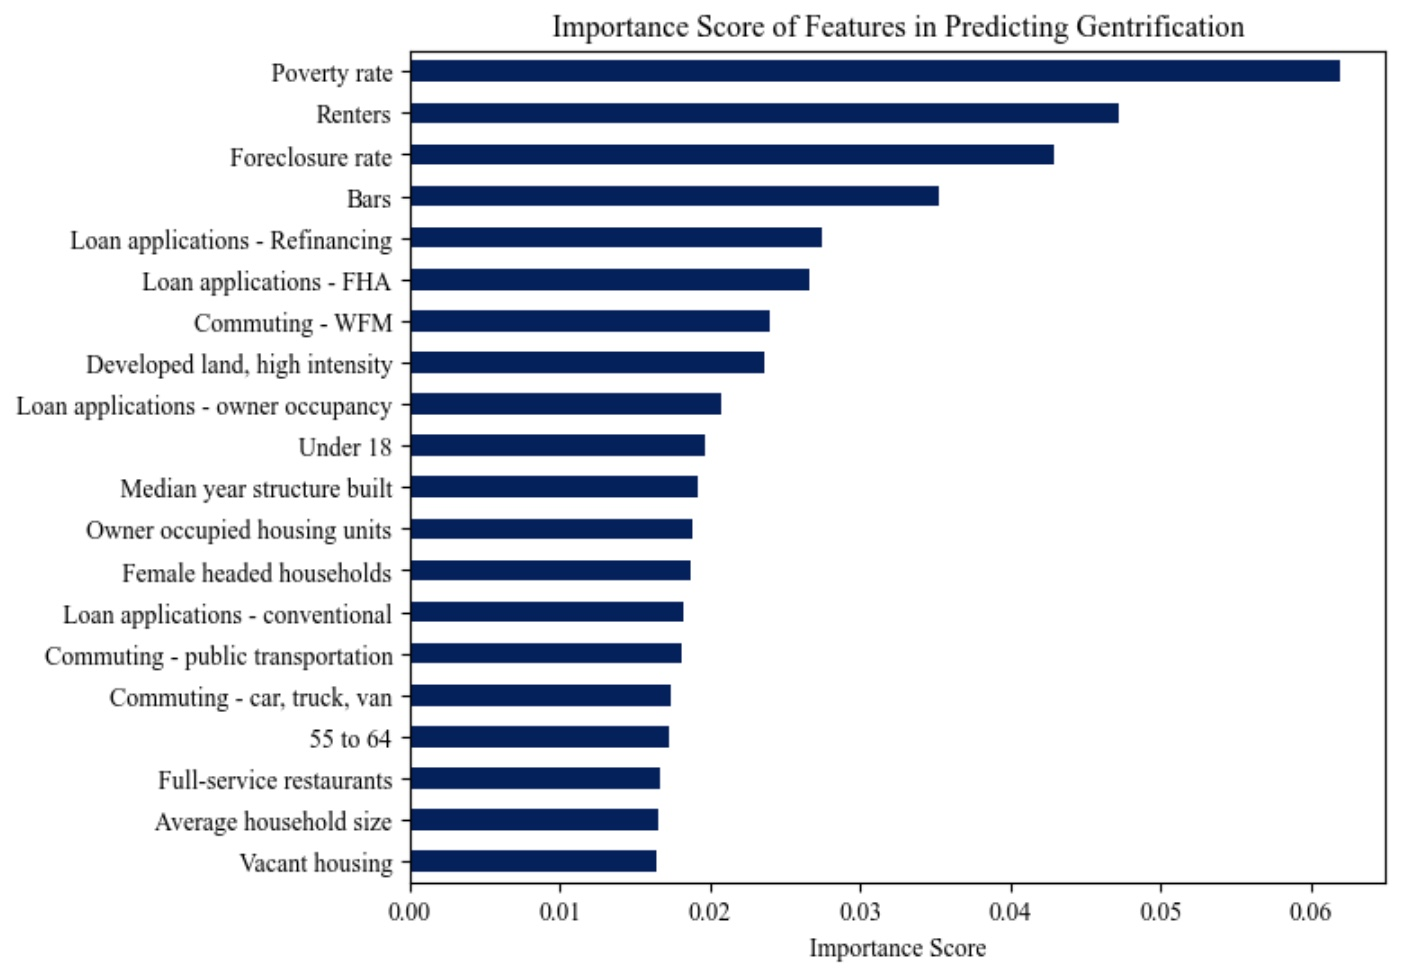 Importance Score of Features in Predicting Gentrification
Poverty rate
Renters
Foreclosure rate
Bars
Loan applications - Refinancing
Loan applications - FHA
Commuting - WFM
Developed land, high intensity
Loan applications - owner occupancy
Under 18
Median year structure built
Owner occupied housing units
Female headed households
Loan applications - conventional
Commuting - public transportation
Commuting - car, truck, van
55 to 64
Full-service restaurants
Average household size
Vacant housing
0.00 0.01 0.02 0.03 0.04 0.05 0.06
Importance Score